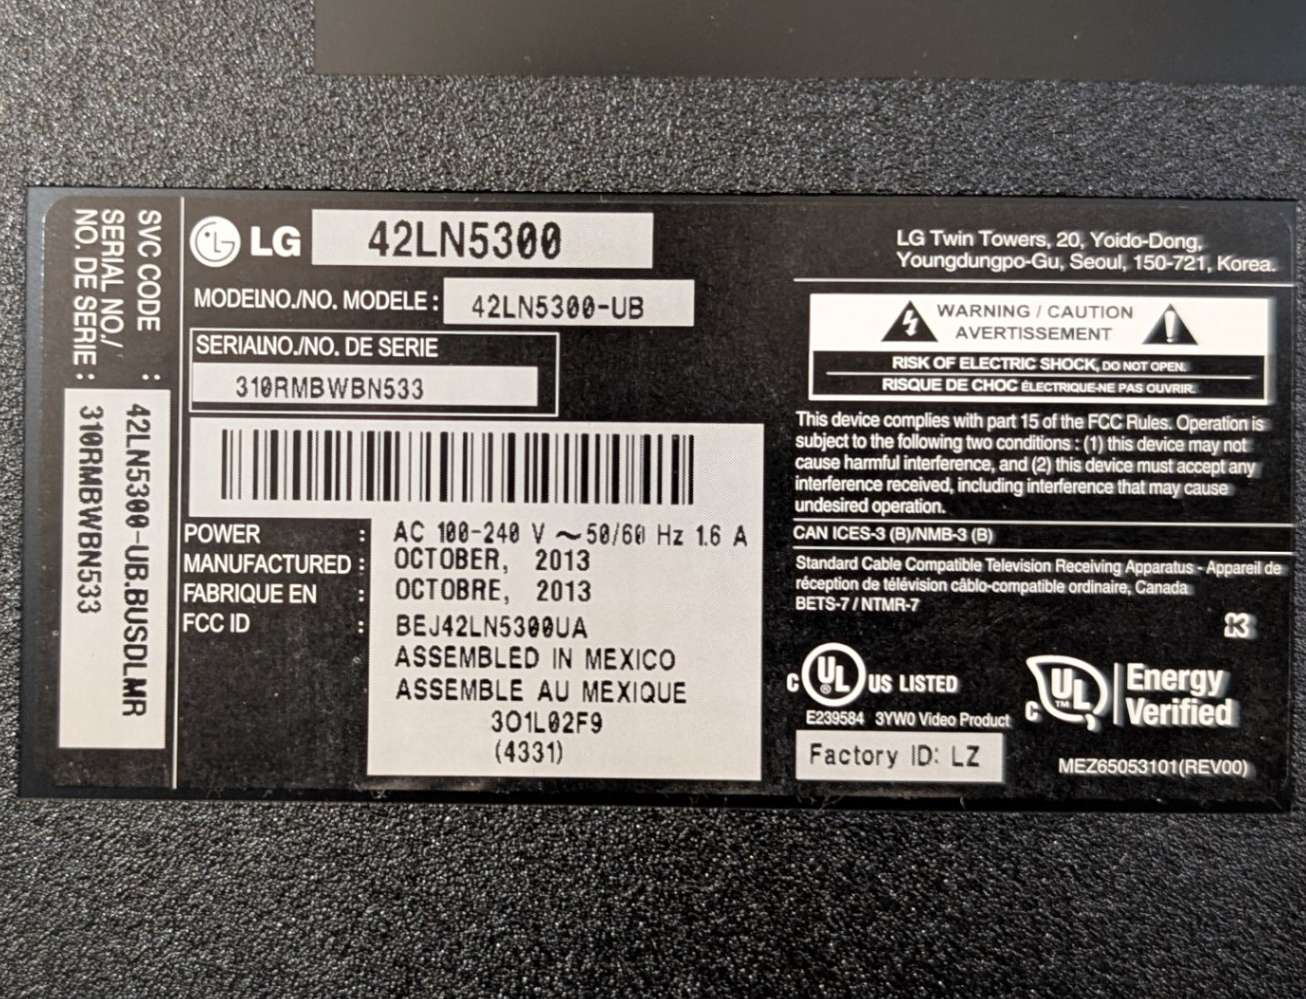 SVC CODE : 42LN5300-UB.BUSDLMR
SERIAL NO./
NO. DE SERIE : 310RMBWBN533
LG 42LN5300
MODELNO./NO. MODELE : 42LN5300-UB
SERIALNO./NO. DE SERIE
310RMBWBN533
POWER : AC 100-240 V ~ 50/60 Hz 1.6 A
MANUFACTURED : OCTOBER, 2013
FABRIQUE EN : OCTOBRE, 2013
FCC ID : BEJ42LN5300UA
ASSEMBLED IN MEXICO
ASSEMBLE AU MEXIQUE
301L02F9
(4331)
LG Twin Towers, 20, Yoido-Dong,
Youngdungpo-Gu, Seoul, 150-721, Korea.
WARNING / CAUTION
AVERTISSEMENT
RISK OF ELECTRIC SHOCK, DO NOT OPEN.
RISQUE DE CHOC ÉLECTRIQUE-NE PAS OUVRIR.
This device complies with part 15 of the FCC Rules. Operation is
subject to the following two conditions : (1) this device may not
cause harmful interference, and (2) this device must accept any
interference received, including interference that may cause
undesired operation.
CAN ICES-3 (B)/NMB-3 (B)
Standard Cable Compatible Television Receiving Apparatus - Appareil de
réception de télévision câblo-compatible ordinaire, Canada
BETS-7 / NTMR-7
C UL ® US LISTED
E239584 3YW0 Video Product
C UL TM Energy
Verified
Factory ID: LZ
MEZ65053101(REV00)